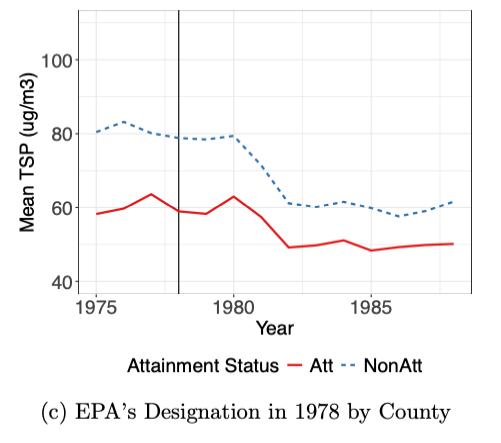 Mean TSP (ug/m3)
100
80
60
40
1975 1980 1985
Year
Attainment Status Att NonAtt
(c) EPA's Designation in 1978 by County